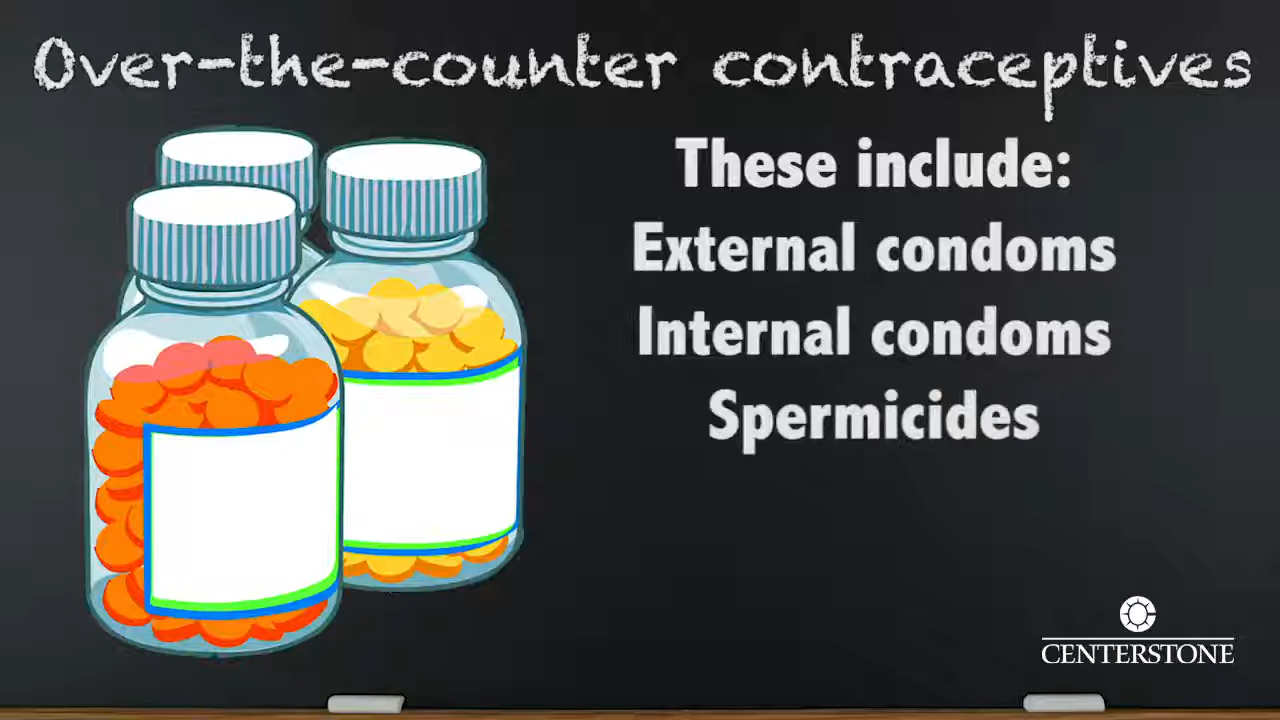 Over-the-counter contraceptives
These include:
External condoms
Internal condoms
Spermicides
CENTERSTONE